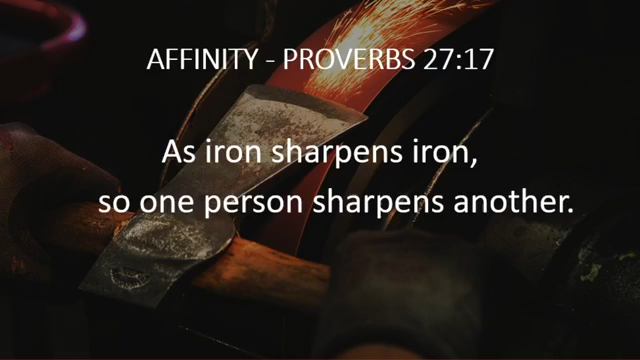 AFFINITY - PROVERBS 27:17
As iron sharpens iron,
so one person sharpens another.